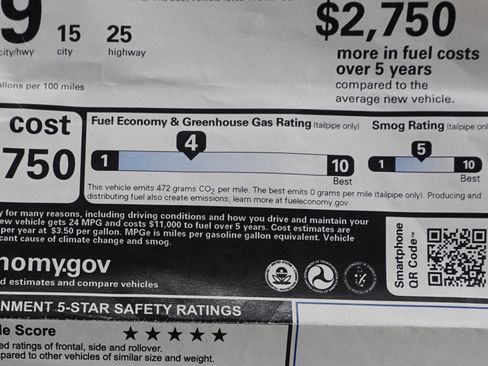 9 15 25
city/hwy city highway
$2,750
more in fuel costs
over 5 years
compared to the
average new vehicle.
gallons per 100 miles
cost
750
Fuel Economy & Greenhouse Gas Rating (tailpipe only)
4
1 10
Best
Smog Rating (tailpipe only)
5
1 10
Best
This vehicle emits 472 grams CO2 per mile. The best emits 0 grams per mile (tailpipe only). Producing and
distributing fuel also create emissions; learn more at fueleconomy.gov.
y for many reasons, including driving conditions and how you drive and maintain your
new vehicle gets 24 MPG and costs $11,000 to fuel over 5 years. Cost estimates are
per year at $3.50 per gallon. MPGe is miles per gasoline gallon equivalent. Vehicle
cant cause of climate change and smog.
nomy.gov
d estimates and compare vehicles
Smartphone
QR Code™
NMENT 5-STAR SAFETY RATINGS
le Score
★ ★ ★ ★ ★
ed ratings of frontal, side and rollover.
pared to other vehicles of similar size and weight.